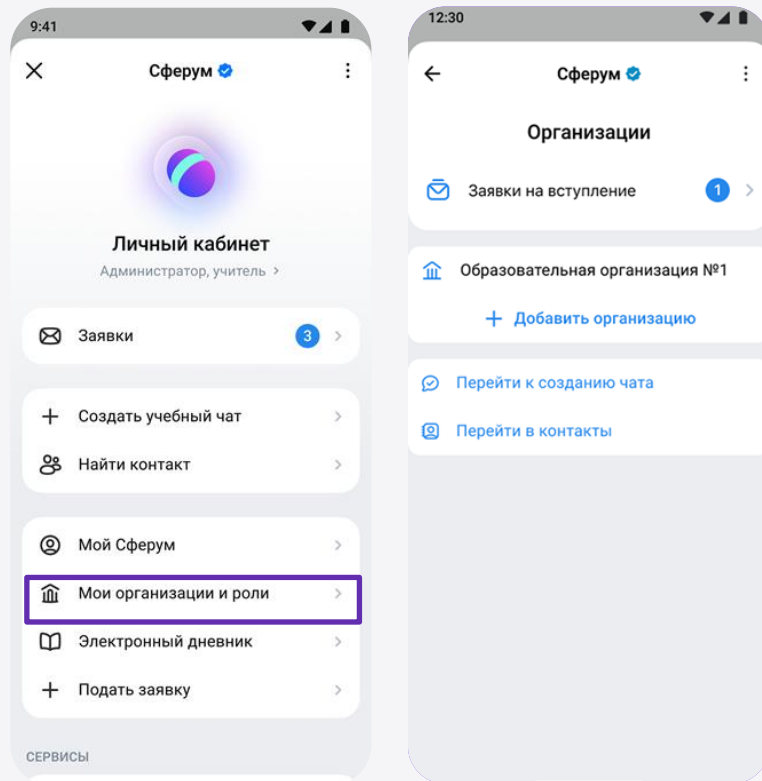 9:41
Сферум
Личный кабинет
Администратор, учитель
Заявки
3
Создать учебный чат
Найти контакт
Мой Сферум
Мои организации и роли
Электронный дневник
Подать заявку
СЕРВИСЫ
12:30
Сферум
Организации
Заявки на вступление
1
Образовательная организация №1
Добавить организацию
Перейти к созданию чата
Перейти в контакты